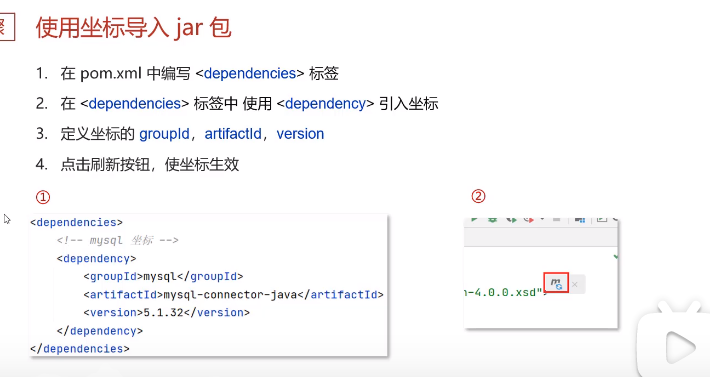 骤
使用坐标导入 jar 包
1. 在 pom.xml 中编写 <dependencies> 标签
2. 在 <dependencies> 标签中 使用 <dependency> 引入坐标
3. 定义坐标的 groupId，artifactId，version
4. 点击刷新按钮，使坐标生效
①
<dependencies>
<!-- mysql 坐标 -->
<dependency>
<groupId>mysql</groupId>
<artifactId>mysql-connector-java</artifactId>
<version>5.1.32</version>
</dependency>
</dependencies>
②
m
n-4.0.0.xsd">